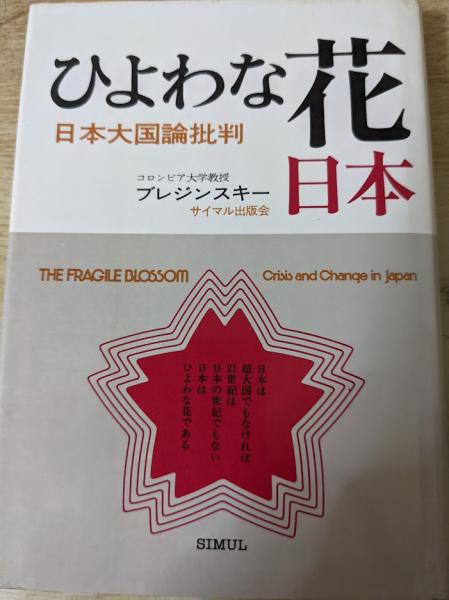 ひよわな花
日本
日本大国論批判
コロンビア大学教授
ブレジンスキー
サイマル出版会
THE FRAGILE BLOSSOM
Crisis and Change in Japan
日本は
超大国でもなければ
21世紀は
日本の世紀でもない
日本は
ひよわな花である
SIMUL